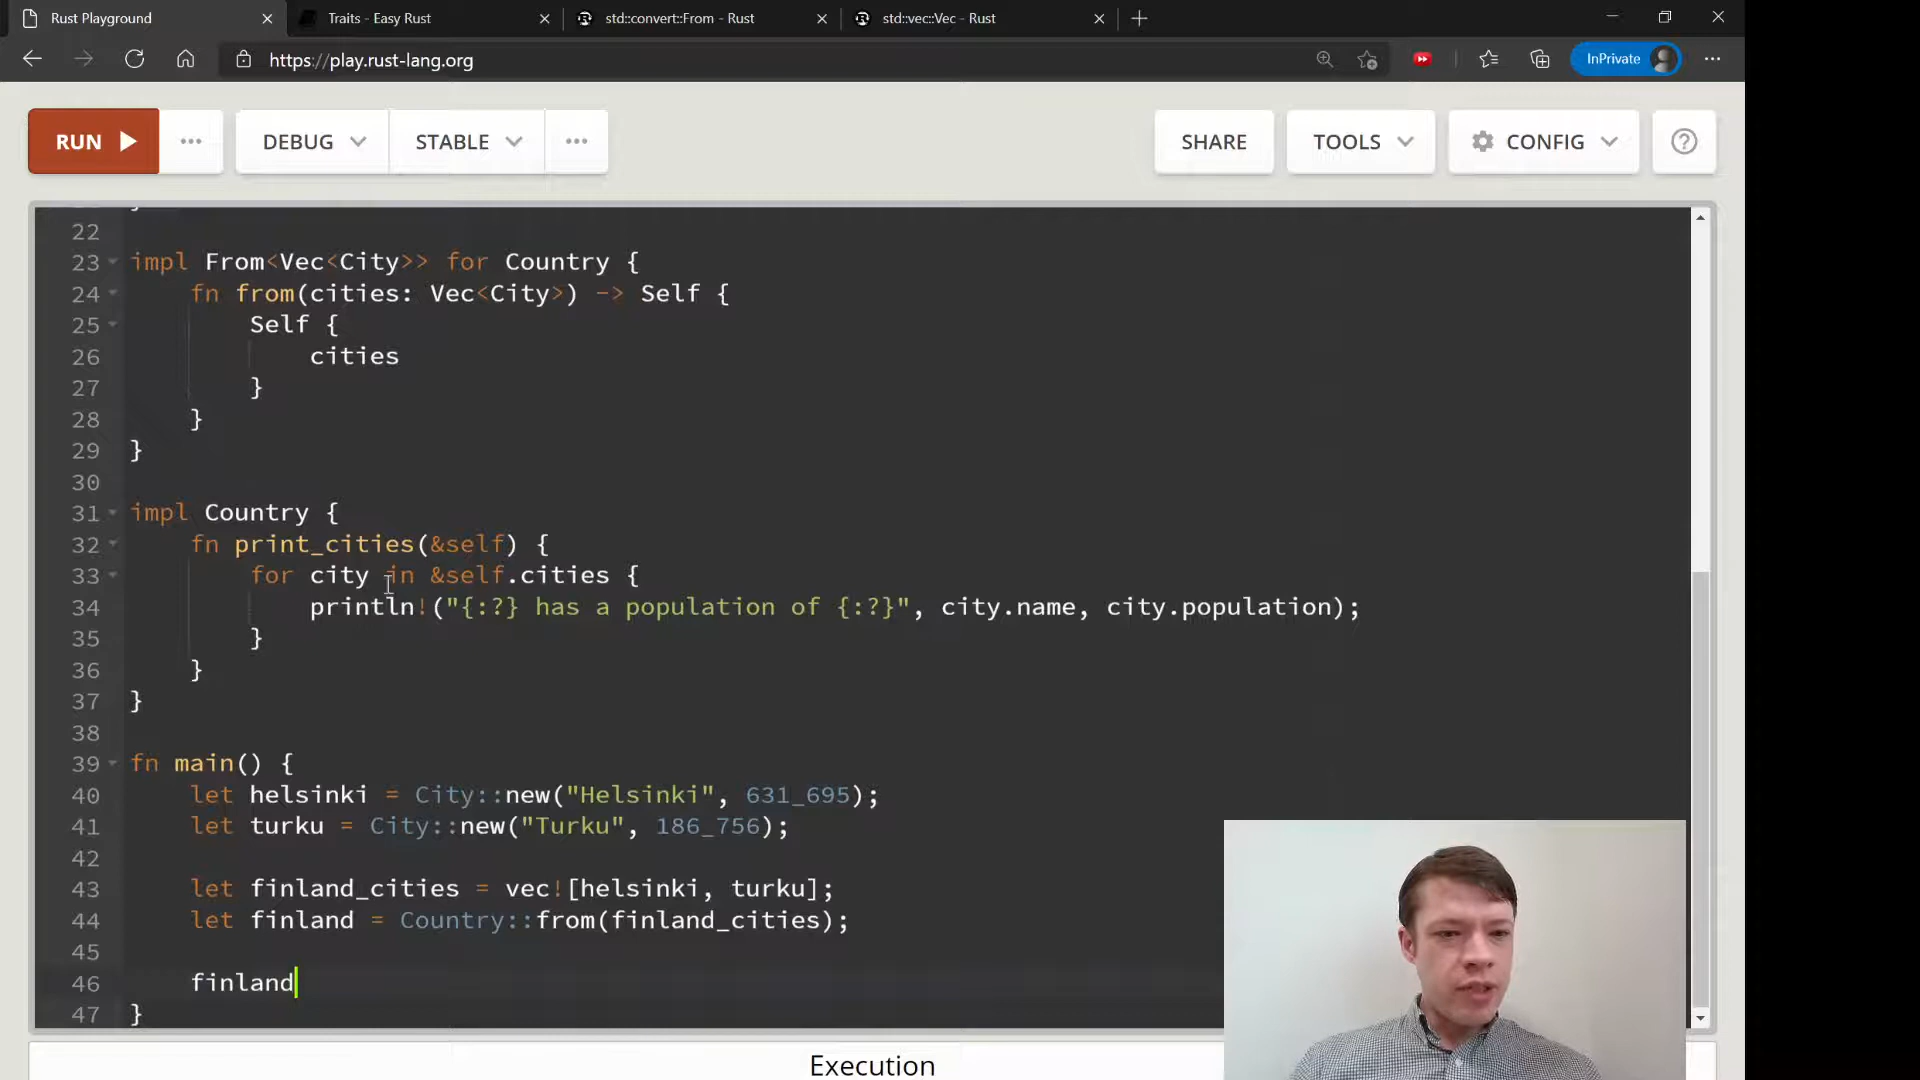 Rust Playground
Traits - Easy Rust
std::convert::From - Rust
std::vec::Vec - Rust
https://play.rust-lang.org
InPrivate
RUN
DEBUG
STABLE
SHARE
TOOLS
CONFIG
22
23 impl From<Vec<City>> for Country {
24 fn from(cities: Vec<City>) -> Self {
25 Self {
26 cities
27 }
28 }
29 }
30
31 impl Country {
32 fn print_cities(&self) {
33 for city in &self.cities {
34 println!("{:?} has a population of {:?}", city.name, city.population);
35 }
36 }
37 }
38
39 fn main() {
40 let helsinki = City::new("Helsinki", 631_695);
41 let turku = City::new("Turku", 186_756);
42
43 let finland_cities = vec![helsinki, turku];
44 let finland = Country::from(finland_cities);
45
46 finland
47 }
Execution